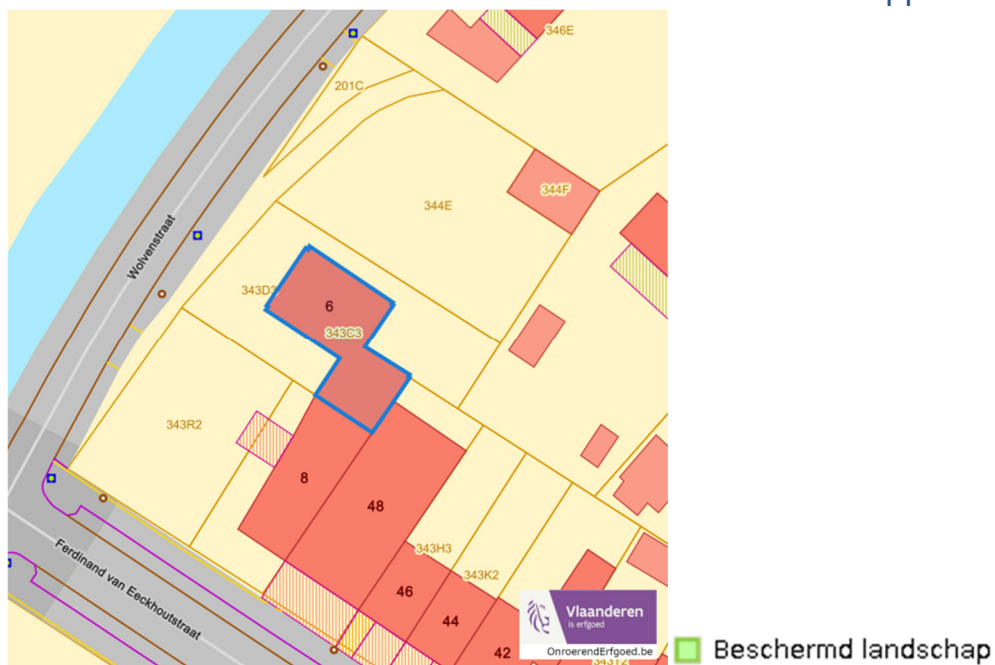 346E
201C
344F
344E
Wolvenstraat
343D3
6
343C3
343R2
8
48
343H3
343K2
46
44
42
Ferdinand van Eeckhoutstraat
Vlaanderen
is erfgoed
OnroerendErfgoed.be
Beschermd landschap